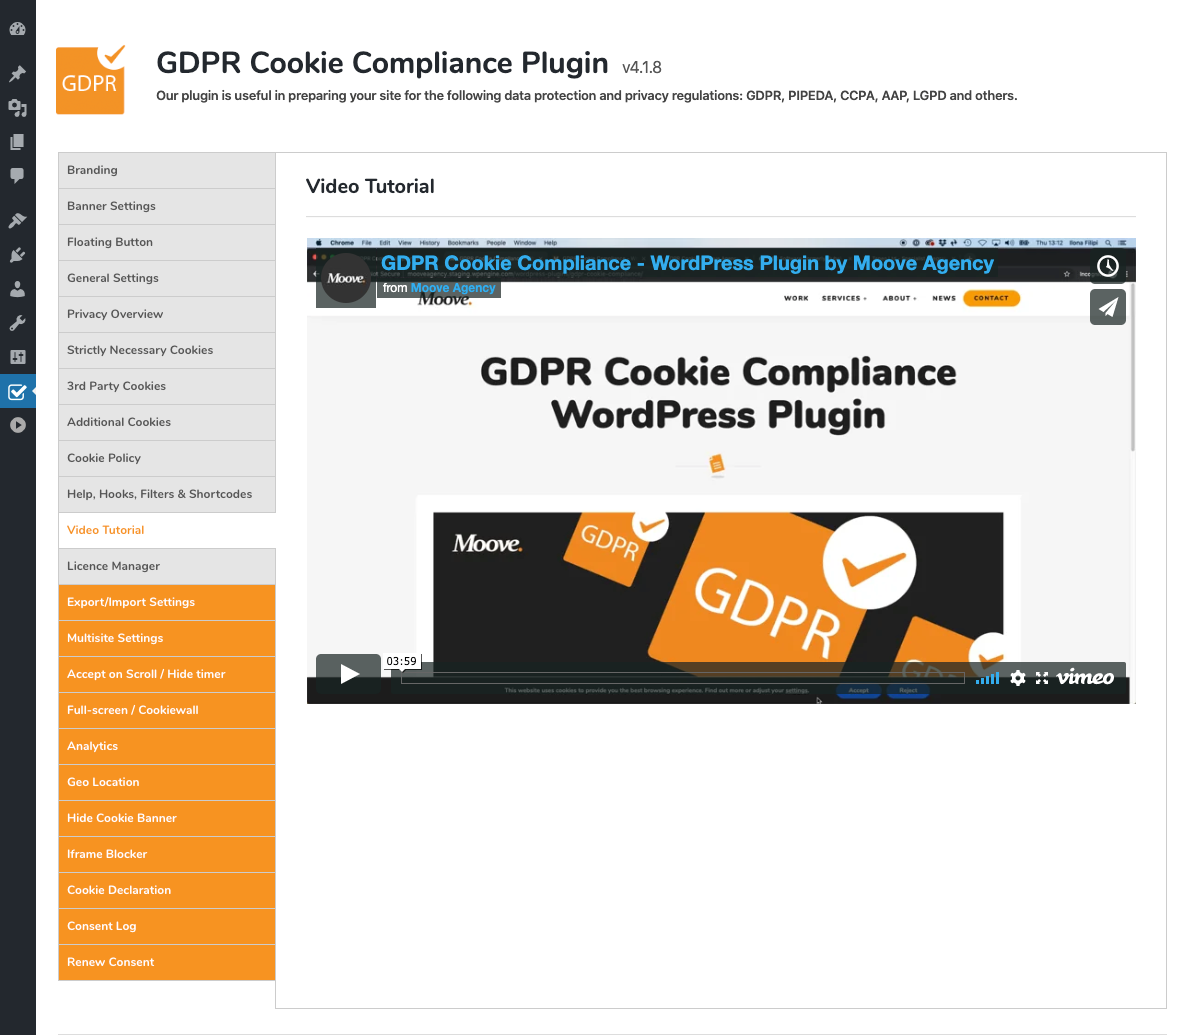 GDPR
GDPR Cookie Compliance Plugin v4.1.8
Our plugin is useful in preparing your site for the following data protection and privacy regulations: GDPR, PIPEDA, CCPA, AAP, LGPD and others.
Branding
Banner Settings
Floating Button
General Settings
Privacy Overview
Strictly Necessary Cookies
3rd Party Cookies
Additional Cookies
Cookie Policy
Help, Hooks, Filters & Shortcodes
Video Tutorial
Licence Manager
Export/Import Settings
Multisite Settings
Accept on Scroll / Hide timer
Full-screen / Cookiewall
Analytics
Geo Location
Hide Cookie Banner
Iframe Blocker
Cookie Declaration
Consent Log
Renew Consent
Video Tutorial
Chrome File Edit View History Bookmarks People Window Help Thu 13:12 Ilona Filipi
GDPR Cookie Compliance - WordPress Plugin by Moove Agency
Moove.
from Moove Agency
Moove.
WORK SERVICES ABOUT NEWS CONTACT
GDPR Cookie Compliance
WordPress Plugin
Moove.
GDPR
GDPR
GDPR
03:59
vimeo
This website uses cookies to provide you the best browsing experience. Find out more or adjust your settings.
Accept Reject